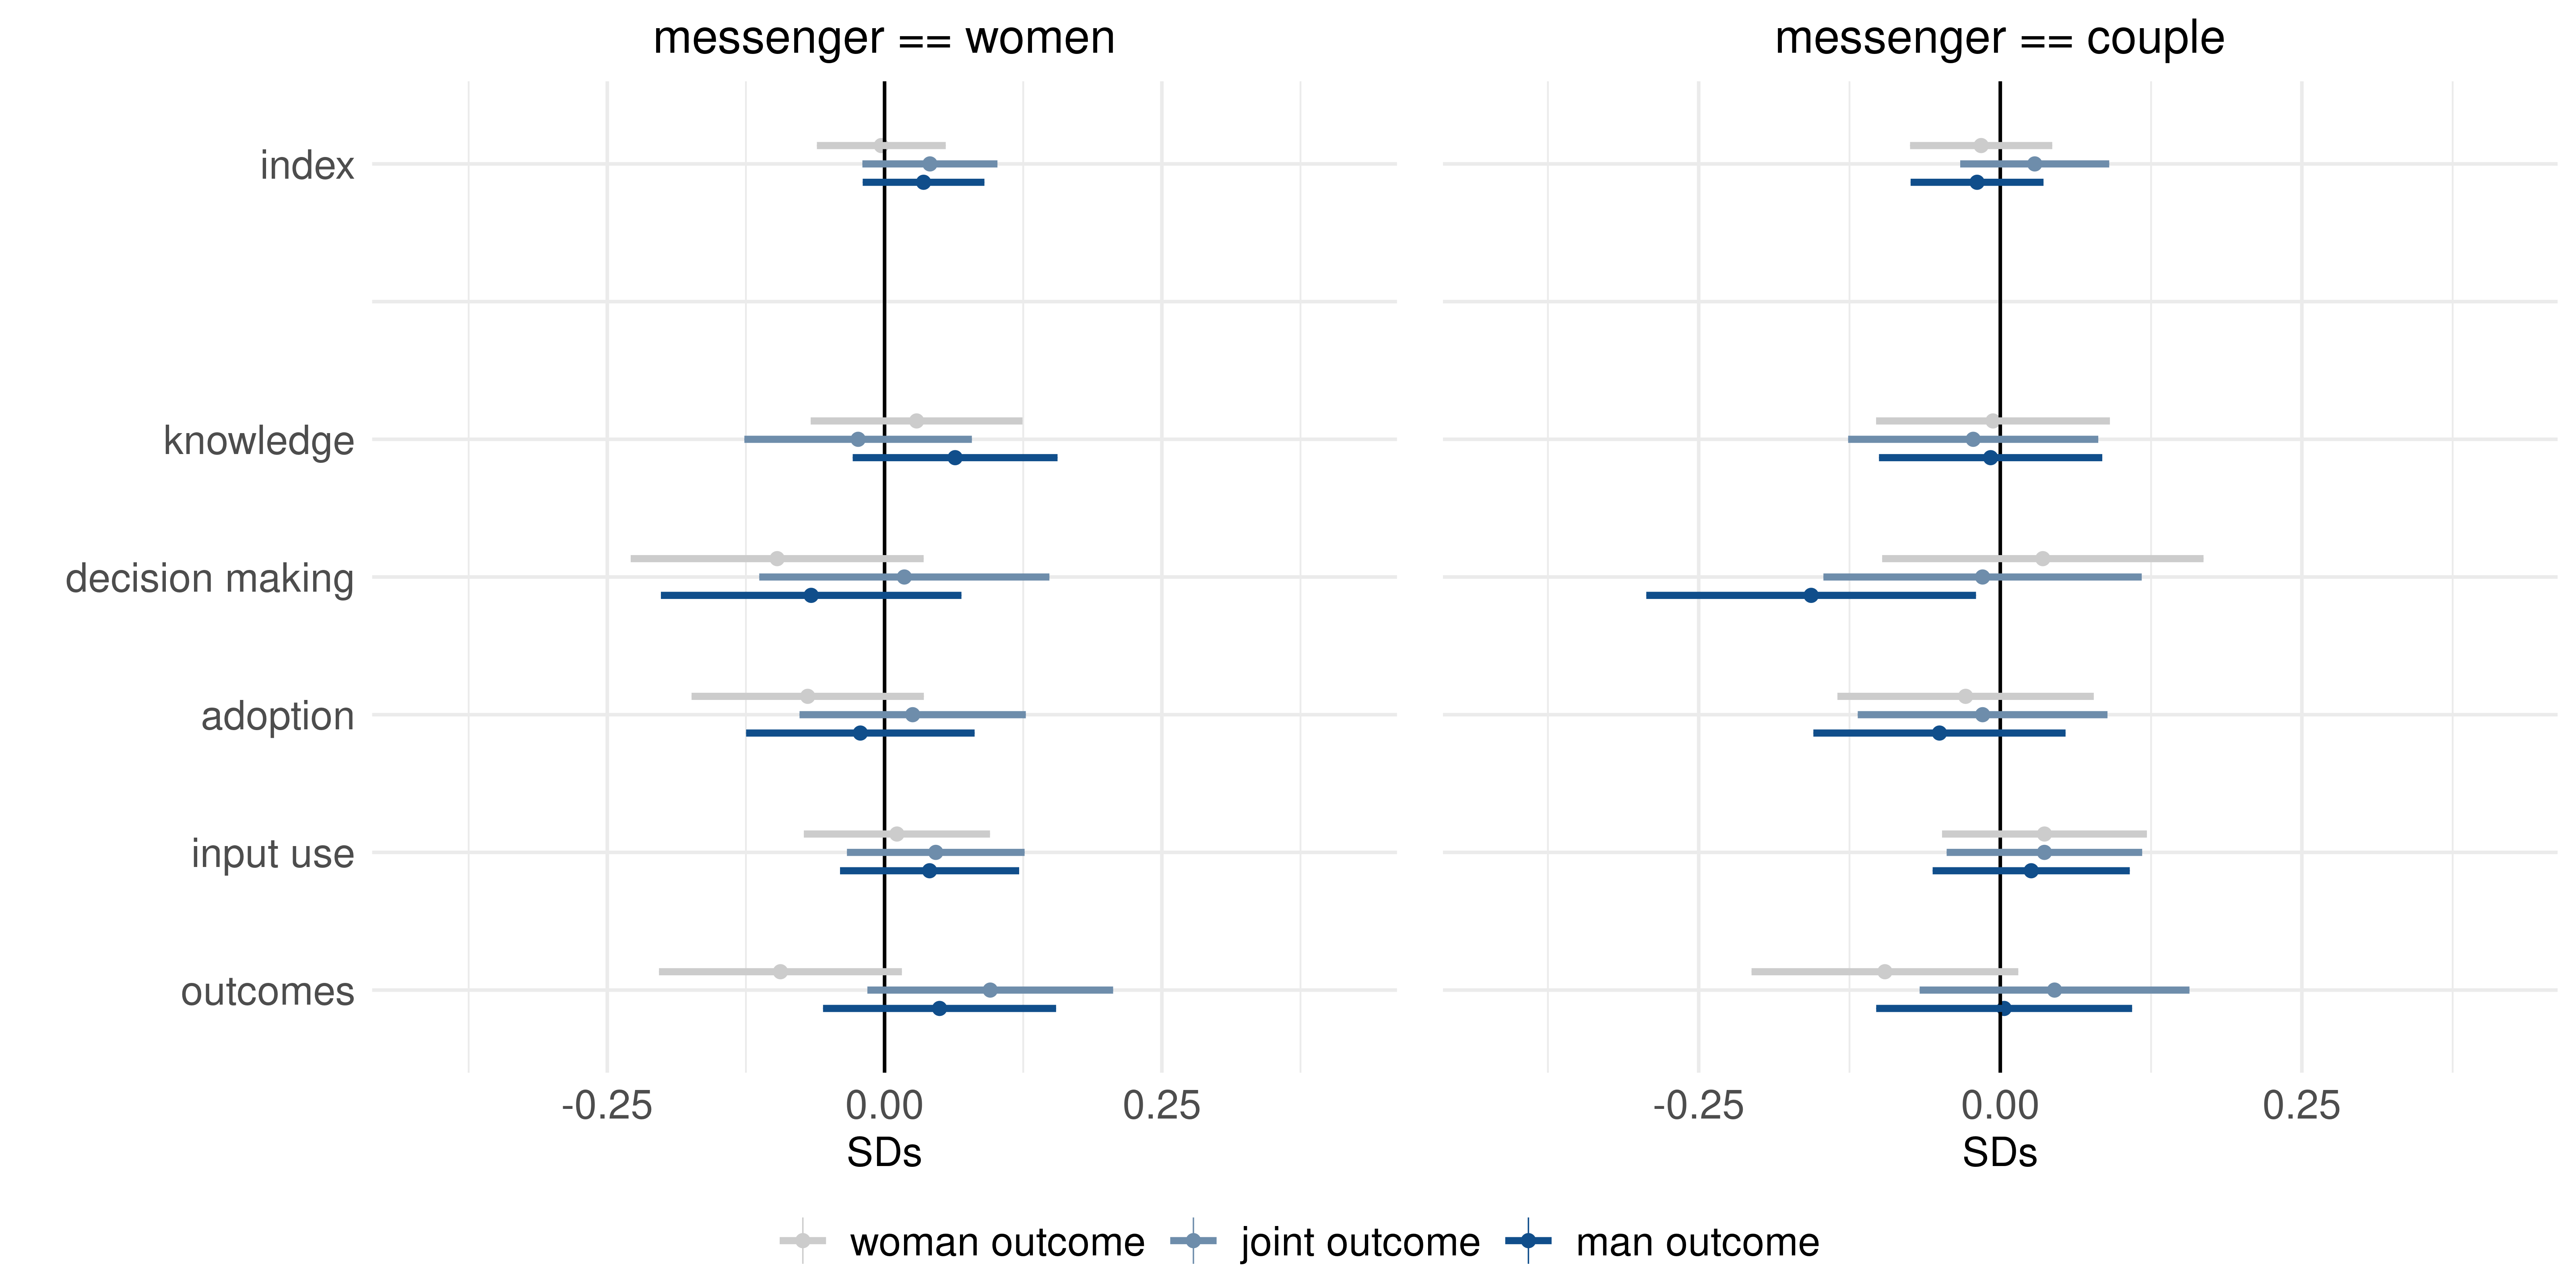 messenger == women
messenger == couple
index
knowledge
decision making
adoption
input use
outcomes
-0.25 0.00 0.25
SDs
-0.25 0.00 0.25
SDs
woman outcome joint outcome man outcome